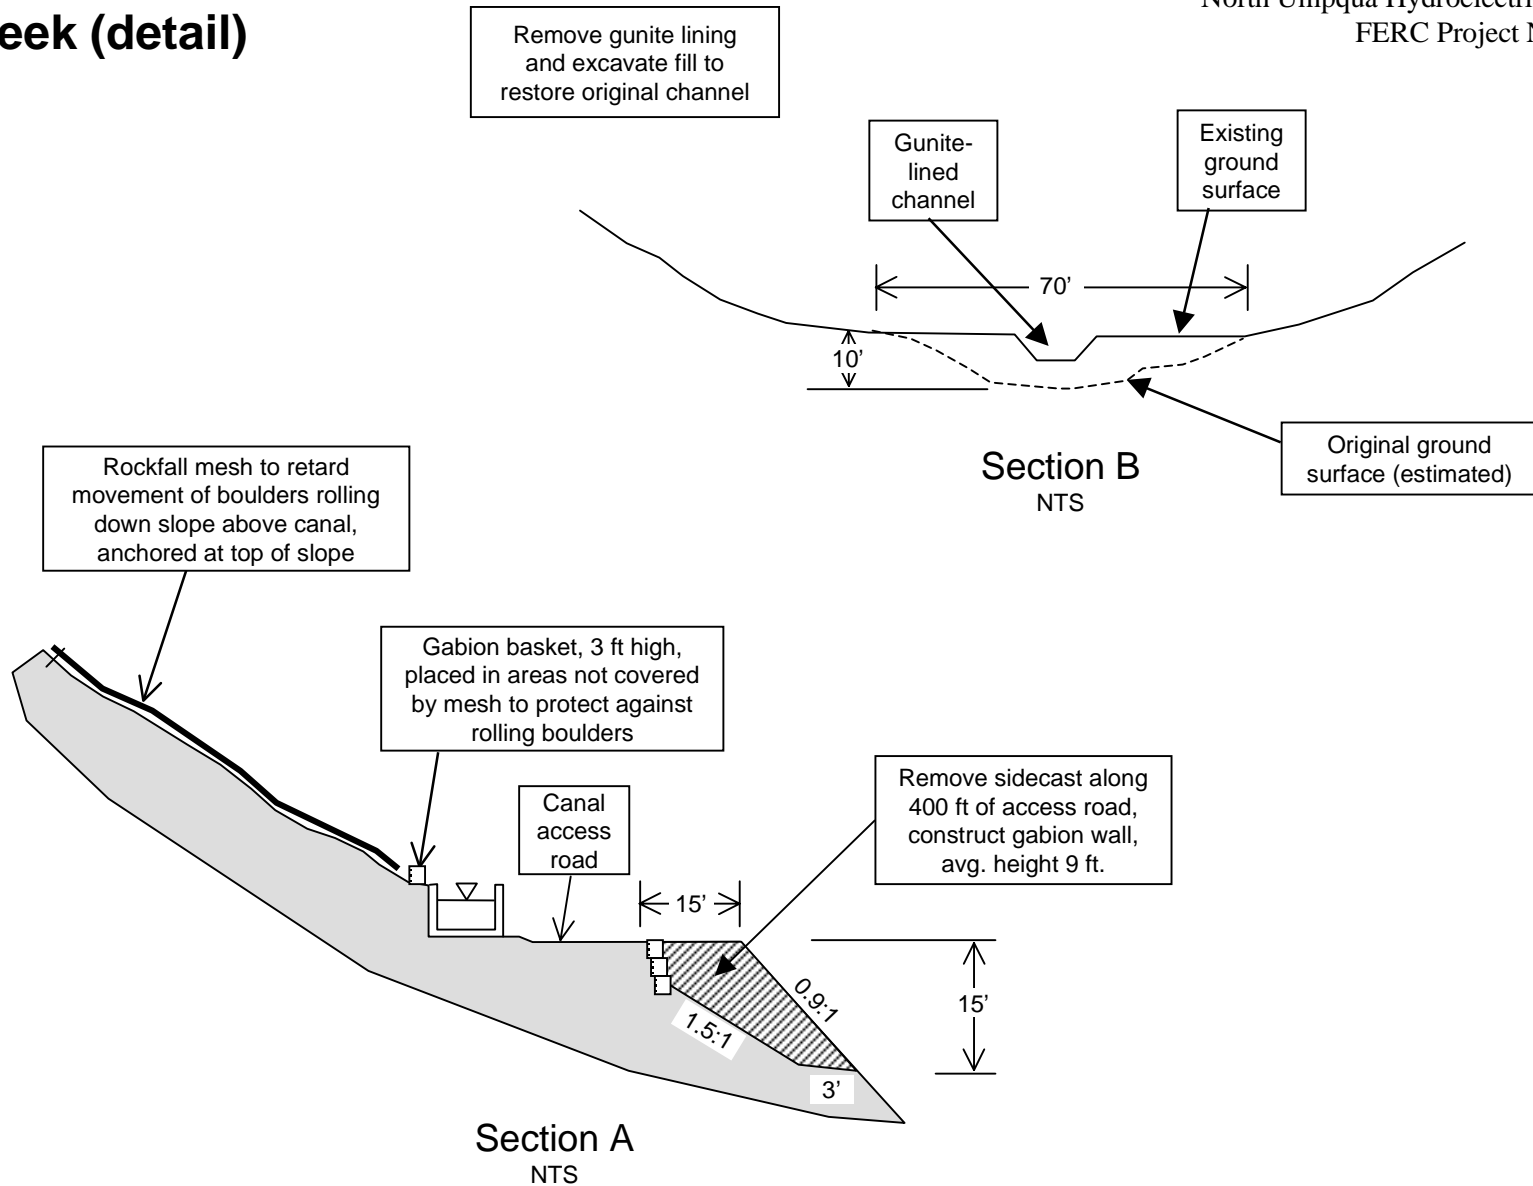 eek (detail)
North Umpqua Hydroelectri
FERC Project N
Remove gunite lining
and excavate fill to
restore original channel
Gunite-
lined
channel
Existing
ground
surface
70’
10’
Original ground
surface (estimated)
Section B
NTS
Rockfall mesh to retard
movement of boulders rolling
down slope above canal,
anchored at top of slope
Gabion basket, 3 ft high,
placed in areas not covered
by mesh to protect against
rolling boulders
Canal
access
road
Remove sidecast along
400 ft of access road,
construct gabion wall,
avg. height 9 ft.
15’
0.9:1
15’
1.5:1
3’
Section A
NTS